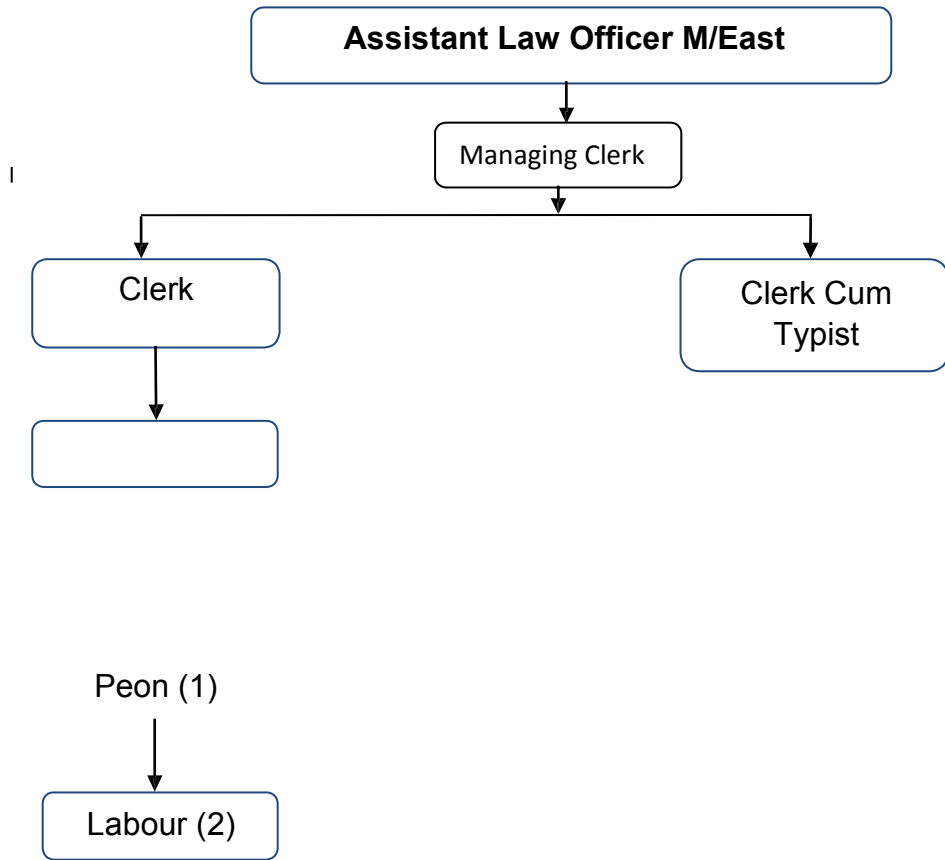 Assistant Law Officer M/East
Managing Clerk
l
Clerk
Clerk Cum
Typist
Peon (1)
Labour (2)